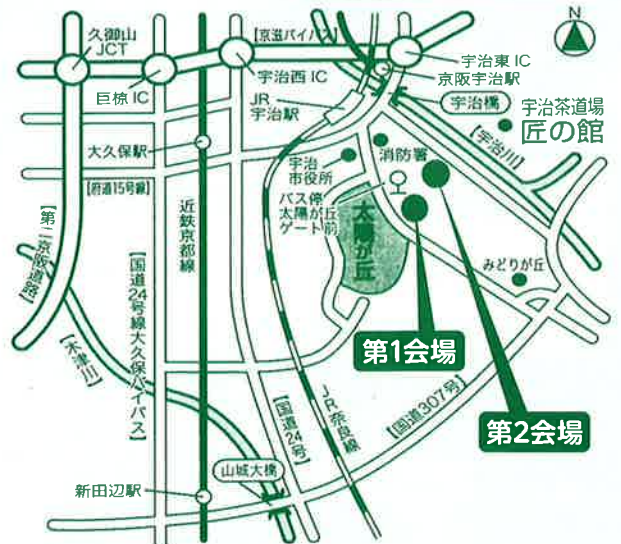 N
久御山
JCT
【京滋バイパス】
宇治東IC
京阪宇治駅
巨椋IC
宇治西IC
JR
宇治駅
宇治橋
宇治茶道場
匠の館
【宇治川】
大久保駅
消防署
宇治
市役所
【府道15号線】
バス停
太陽が丘
ゲート前
太陽が丘
みどりが丘
【第二京阪道路】
近鉄京都線
【国道24号線大久保バイパス】
【木津川】
第1会場
第2会場
【国道24号】
JR奈良線
【国道307号】
山城大橋
新田辺駅